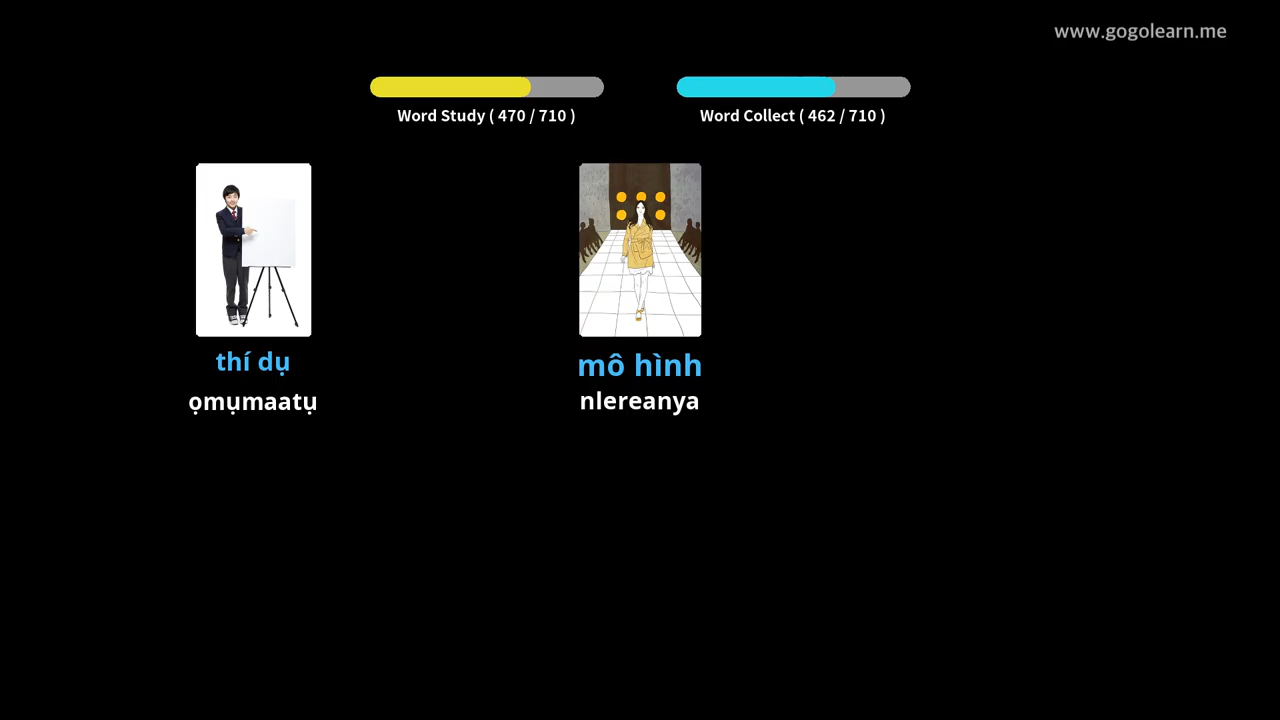 www.gogolearn.me
Word Study ( 470 / 710 )
Word Collect ( 462 / 710 )
thí dụ
ọmụmaatụ
mô hình
nlereanya